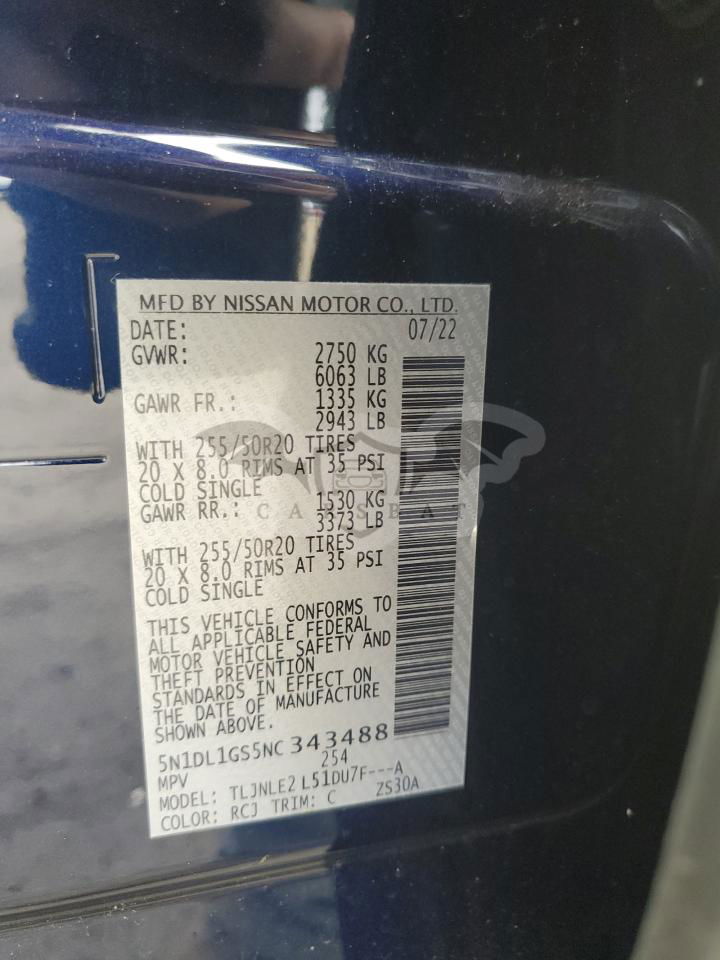 MFD BY NISSAN MOTOR CO., LTD.
DATE: 07/22
GVWR: 2750 KG
6063 LB
GAWR FR.: 1335 KG
2943 LB
WITH 255/50R20 TIRES
20 X 8.0 RIMS AT 35 PSI
COLD SINGLE
GAWR RR.: 1530 KG
3373 LB
WITH 255/50R20 TIRES
20 X 8.0 RIMS AT 35 PSI
COLD SINGLE
THIS VEHICLE CONFORMS TO
ALL APPLICABLE FEDERAL
MOTOR VEHICLE SAFETY AND
THEFT PREVENTION
STANDARDS IN EFFECT ON
THE DATE OF MANUFACTURE
SHOWN ABOVE.
5N1DL1GS5NC 343488
MPV 254
MODEL: TLJNLE2 L51DU7F---A
COLOR: RCJ TRIM: C ZS30A
CARSBAT